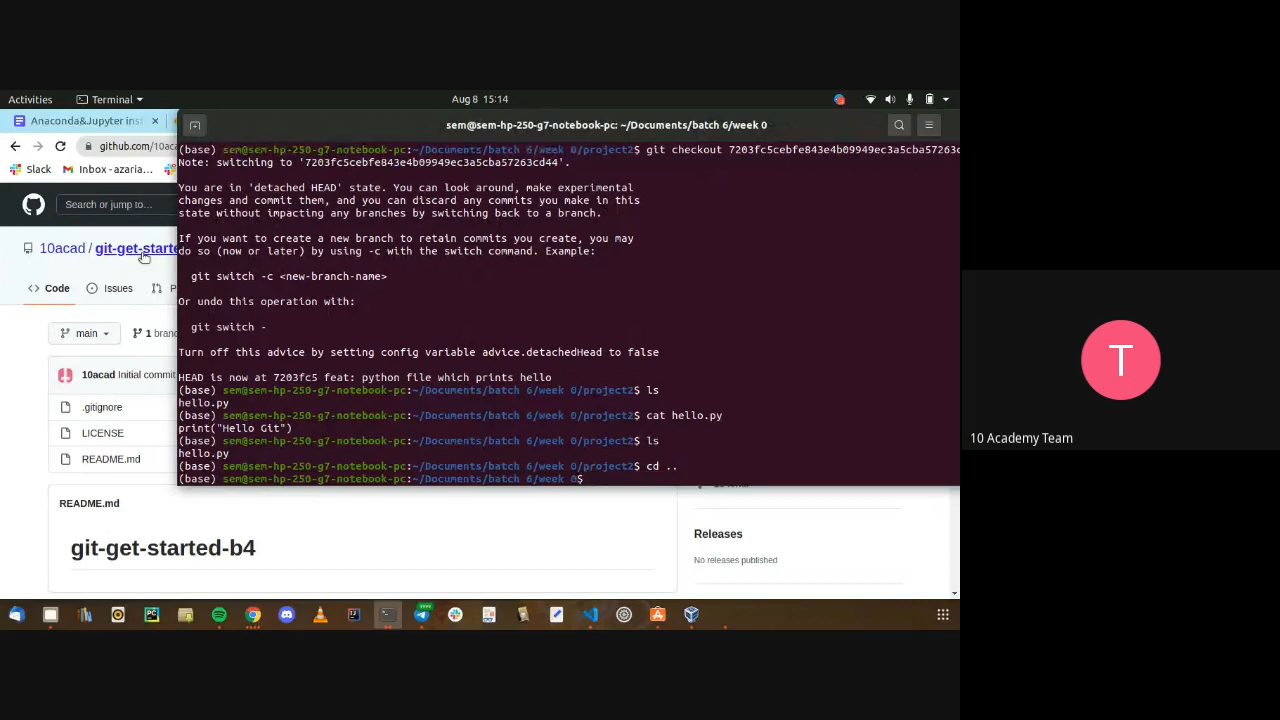 Activities
Terminal
Aug 8 15:14
Anaconda&Jupyter inst
sem@sem-hp-250-g7-notebook-pc: ~/Documents/batch 6/week 0
github.com/10aca
Slack
Inbox - azaria...
Search or jump to...
10acad / git-get-starte
Code
Issues
P
main
1 branc
10acad Initial commit
.gitignore
LICENSE
README.md
(base) sem@sem-hp-250-g7-notebook-pc:~/Documents/batch 6/week 0/project2$ git checkout 7203fc5cebfe843e4b09949ec3a5cba57263c
Note: switching to '7203fc5cebfe843e4b09949ec3a5cba57263cd44'.
You are in 'detached HEAD' state. You can look around, make experimental
changes and commit them, and you can discard any commits you make in this
state without impacting any branches by switching back to a branch.
If you want to create a new branch to retain commits you create, you may
do so (now or later) by using -c with the switch command. Example:
git switch -c <new-branch-name>
Or undo this operation with:
git switch -
Turn off this advice by setting config variable advice.detachedHead to false
HEAD is now at 7203fc5 feat: python file which prints hello
(base) sem@sem-hp-250-g7-notebook-pc:~/Documents/batch 6/week 0/project2$ ls
hello.py
(base) sem@sem-hp-250-g7-notebook-pc:~/Documents/batch 6/week 0/project2$ cat hello.py
print("Hello Git")
(base) sem@sem-hp-250-g7-notebook-pc:~/Documents/batch 6/week 0/project2$ ls
hello.py
(base) sem@sem-hp-250-g7-notebook-pc:~/Documents/batch 6/week 0/project2$ cd ..
(base) sem@sem-hp-250-g7-notebook-pc:~/Documents/batch 6/week 0$
README.md
git-get-started-b4
Releases
No releases published
T
10 Academy Team